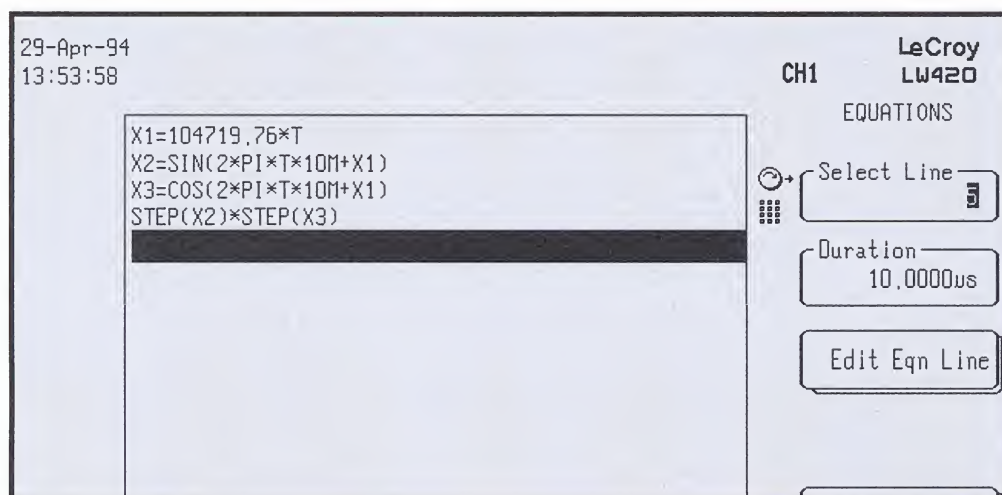 29-Apr-94
13:53:58
LeCroy
CH1 LW420
EQUATIONS
X1=104719.76*T
X2=SIN(2*PI*T*10M+X1)
X3=COS(2*PI*T*10M+X1)
STEP(X2)*STEP(X3)
Select Line
5
Duration
10.0000us
Edit Eqn Line